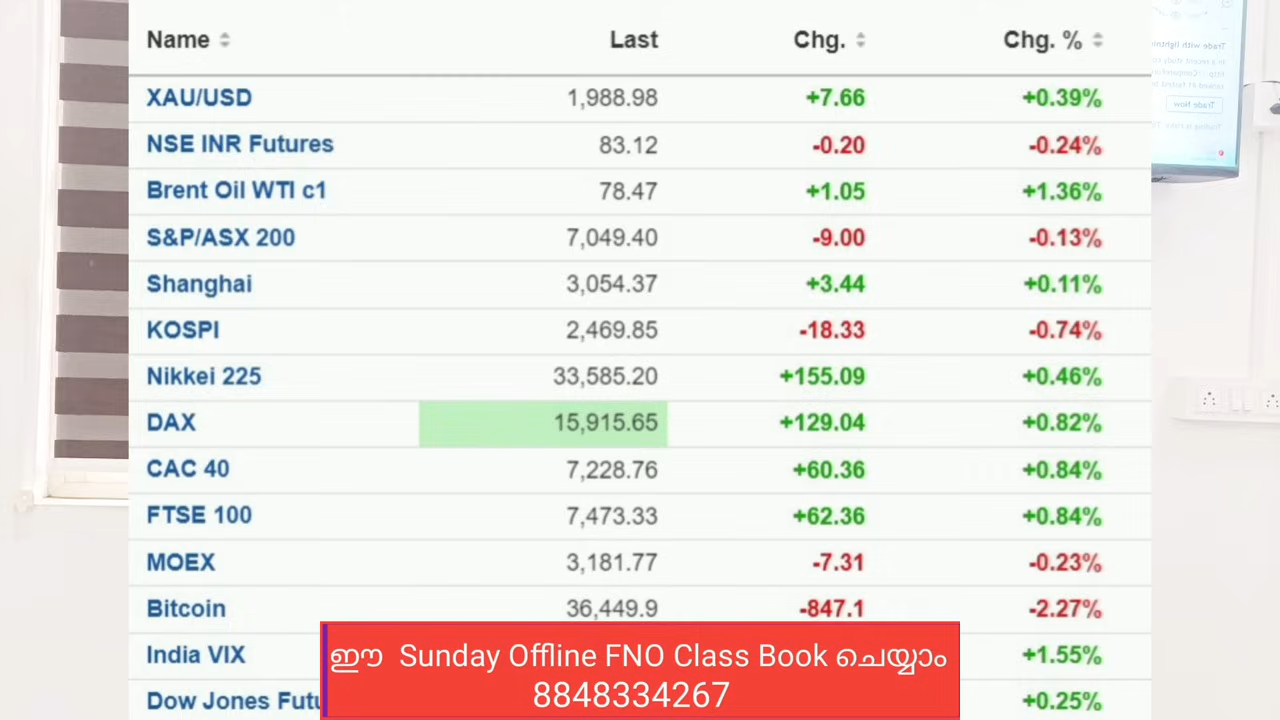 Name Last Chg. Chg. %
XAU/USD 1,988.98 +7.66 +0.39%
NSE INR Futures 83.12 -0.20 -0.24%
Brent Oil WTI c1 78.47 +1.05 +1.36%
S&P/ASX 200 7,049.40 -9.00 -0.13%
Shanghai 3,054.37 +3.44 +0.11%
KOSPI 2,469.85 -18.33 -0.74%
Nikkei 225 33,585.20 +155.09 +0.46%
DAX 15,915.65 +129.04 +0.82%
CAC 40 7,228.76 +60.36 +0.84%
FTSE 100 7,473.33 +62.36 +0.84%
MOEX 3,181.77 -7.31 -0.23%
Bitcoin 36,449.9 -847.1 -2.27%
India VIX +1.55%
Dow Jones +0.25%
ഈ Sunday Offline FNO Class Book ചെയ്യാം
8848334267
Trade with
Trade Now